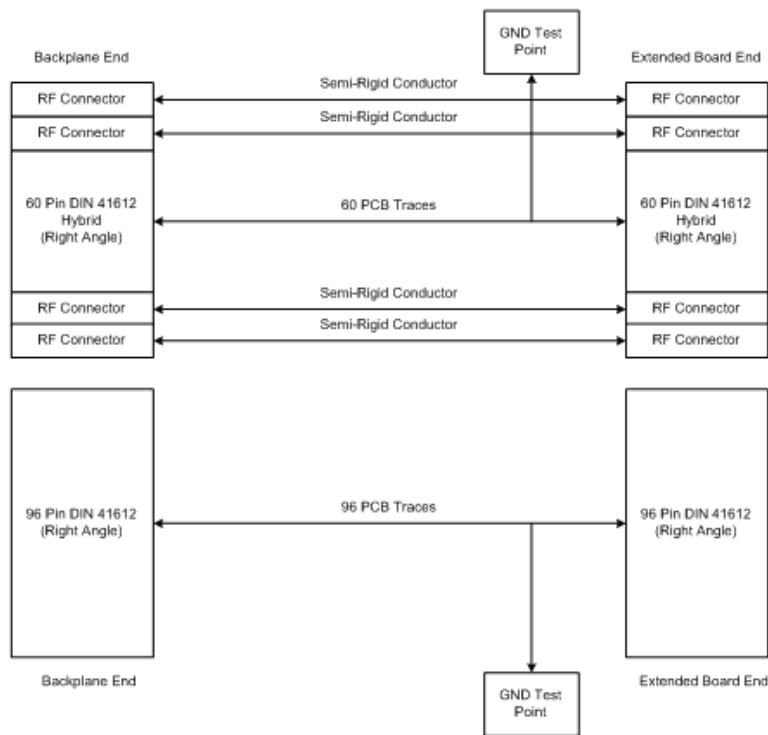 GND Test
Point
Backplane End
Extended Board End
Semi-Rigid Conductor
RF Connector
RF Connector
Semi-Rigid Conductor
RF Connector
RF Connector
60 Pin DIN 41612
Hybrid
(Right Angle)
60 PCB Traces
60 Pin DIN 41612
Hybrid
(Right Angle)
Semi-Rigid Conductor
RF Connector
RF Connector
Semi-Rigid Conductor
RF Connector
RF Connector
96 Pin DIN 41612
(Right Angle)
96 PCB Traces
96 Pin DIN 41612
(Right Angle)
Backplane End
Extended Board End
GND Test
Point